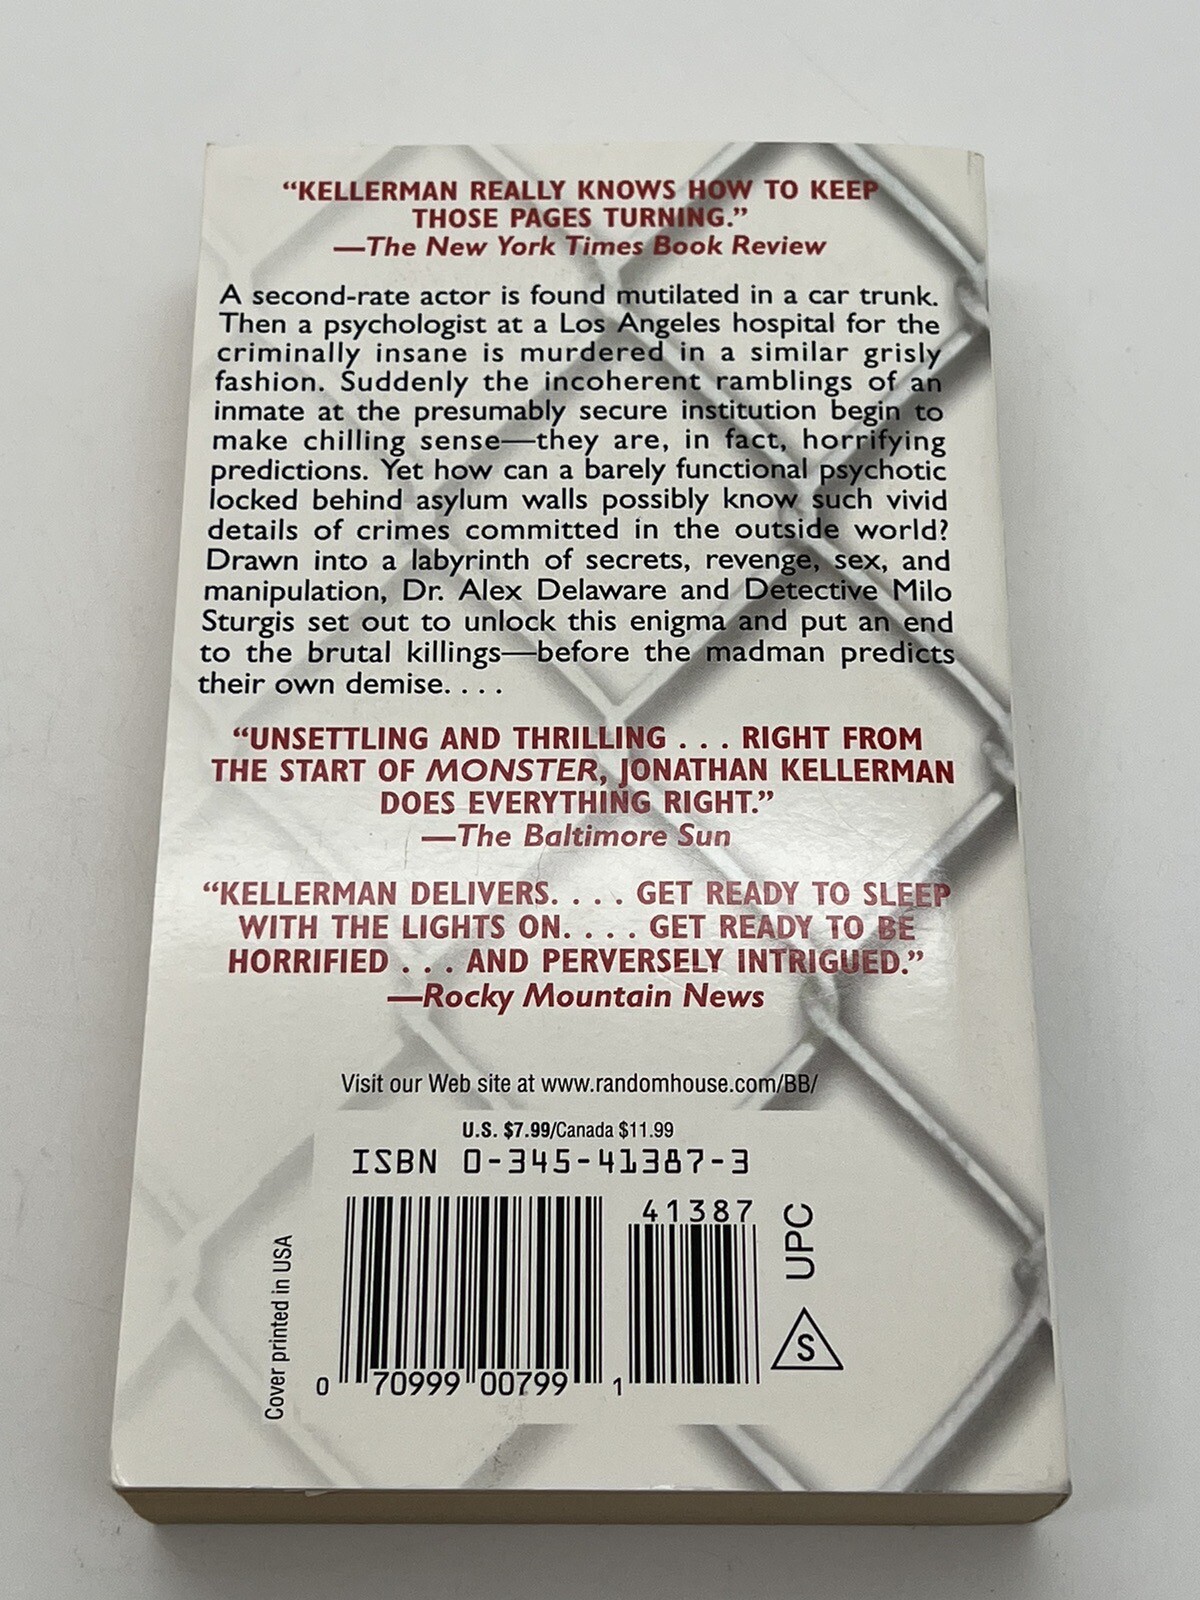 “KELLERMAN REALLY KNOWS HOW TO KEEP
THOSE PAGES TURNING.”
—The New York Times Book Review
A second-rate actor is found mutilated in a car trunk.
Then a psychologist at a Los Angeles hospital for the
criminally insane is murdered in a similar grisly
fashion. Suddenly the incoherent ramblings of an
inmate at the presumably secure institution begin to
make chilling sense—they are, in fact, horrifying
predictions. Yet how can a barely functional psychotic
locked behind asylum walls possibly know such vivid
details of crimes committed in the outside world?
Drawn into a labyrinth of secrets, revenge, sex, and
manipulation, Dr. Alex Delaware and Detective Milo
Sturgis set out to unlock this enigma and put an end
to the brutal killings—before the madman predicts
their own demise. . . .
“UNSETTLING AND THRILLING . . . RIGHT FROM
THE START OF MONSTER, JONATHAN KELLERMAN
DOES EVERYTHING RIGHT.”
—The Baltimore Sun
“KELLERMAN DELIVERS. . . . GET READY TO SLEEP
WITH THE LIGHTS ON. . . . GET READY TO BE
HORRIFIED . . . AND PERVERSELY INTRIGUED.”
—Rocky Mountain News
Visit our Web site at www.randomhouse.com/BB/
U.S. $7.99/Canada $11.99
ISBN 0-345-41387-3
41387
UPC
S
Cover printed in USA
0 70999 00799 1